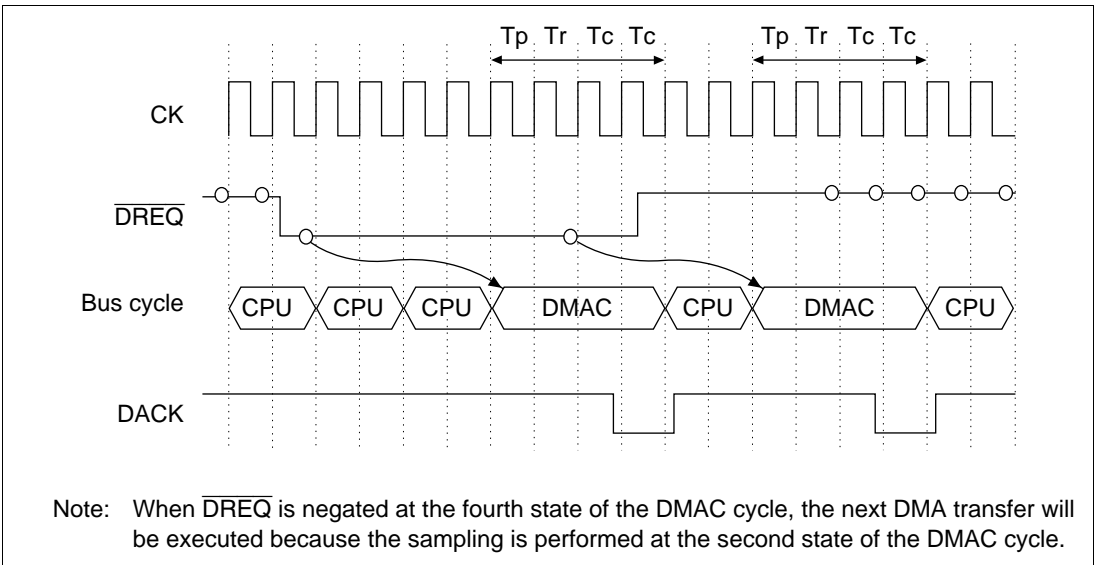 Tp Tr Tc Tc Tp Tr Tc Tc
CK
DREQ
Bus cycle CPU CPU CPU DMAC CPU DMAC CPU
DACK
Note: When DREQ is negated at the fourth state of the DMAC cycle, the next DMA transfer will
be executed because the sampling is performed at the second state of the DMAC cycle.